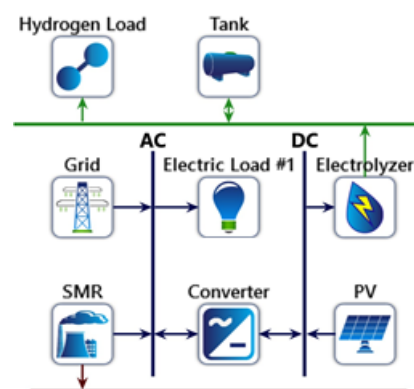 Hydrogen Load Tank
AC DC
Grid Electric Load #1 Electrolyzer
SMR Converter PV